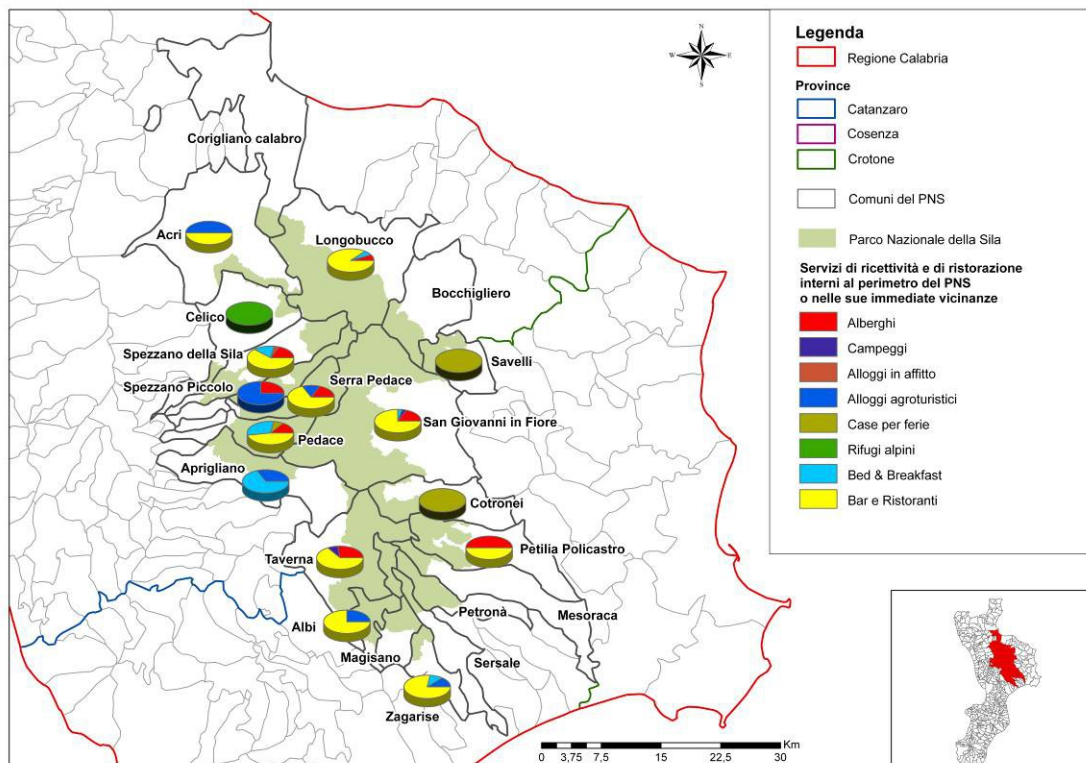 N
W
E
S
Corigliano calabro
Acri
Longobucco
Bocchigliero
Celico
Spezzano della Sila
Savelli
Spezzano Piccolo
Serra Pedace
San Giovanni in Fiore
Pedace
Aprigliano
Cotronei
Taverna
Petilia Policastro
Petronà
Mesoraca
Albi
Magisano
Sersale
Zagarise
Km
0 3,75 7,5 15 22,5 30
Legenda
Regione Calabria
Province
Catanzaro
Cosenza
Crotone
Comuni del PNS
Parco Nazionale della Sila
Servizi di ricettività e di ristorazione
interni al perimetro del PNS
o nelle sue immediate vicinanze
Alberghi
Campeggi
Alloggi in affitto
Alloggi agroturistici
Case per ferie
Rifugi alpini
Bed & Breakfast
Bar e Ristoranti